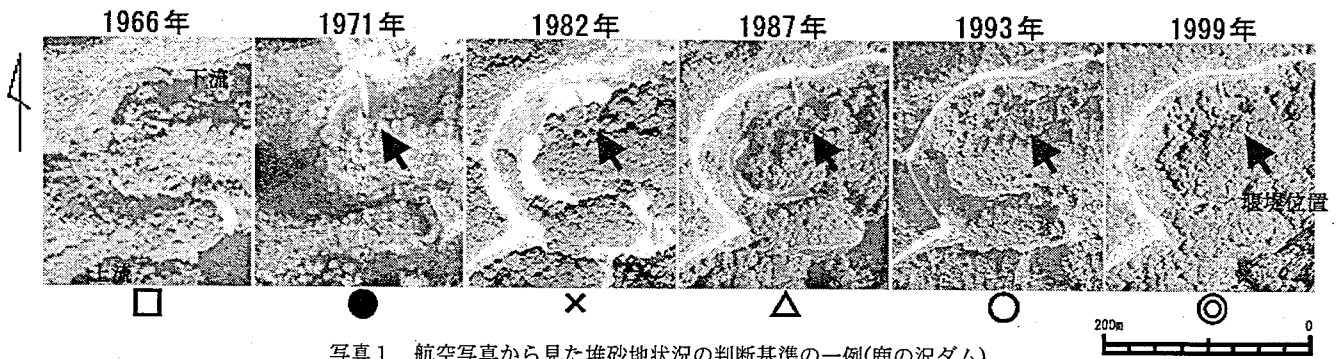 1966年 1971年 1982年 1987年 1993年 1999年
下流
堰堤位置
上流
□ ● × △ ○ ◎
200m 0
写真1 航空写真から見た堆砂地状況の判断基準の一例(鹿の沢ダム)